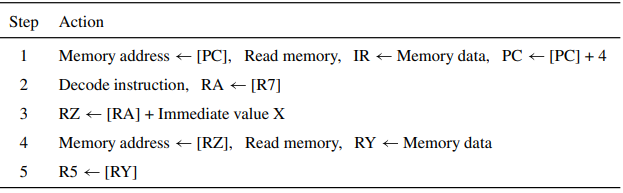 Step Action
1 Memory address ← [PC], Read memory, IR ← Memory data, PC ← [PC] + 4
2 Decode instruction, RA ← [R7]
3 RZ ← [RA] + Immediate value X
4 Memory address ← [RZ], Read memory, RY ← Memory data
5 R5 ← [RY]